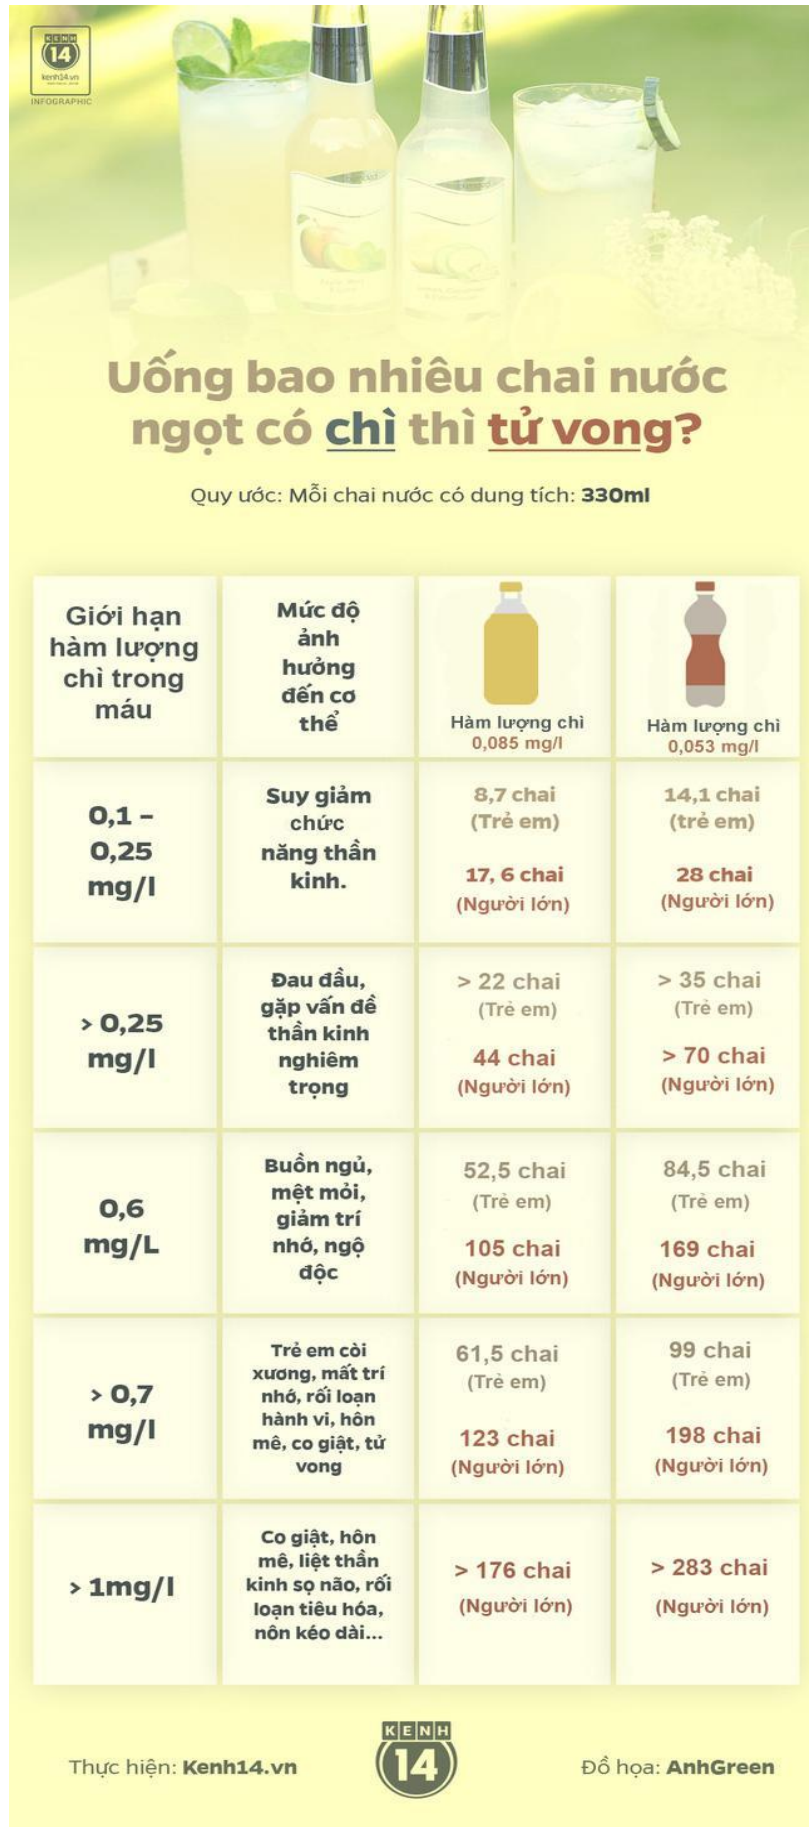 KENH
14
kenh14.vn
INFOGRAPHIC
Uống bao nhiêu chai nước
ngọt có chì thì tử vong?
Quy ước: Mỗi chai nước có dung tích: 330ml
Giới hạn
hàm lượng
chì trong
máu
Mức độ
ảnh
hưởng
đến cơ
thể
Hàm lượng chì
0,085 mg/l
Hàm lượng chì
0,053 mg/l
0,1 –
0,25
mg/l
Suy giảm
chức
năng thần
kinh.
8,7 chai
(Trẻ em)
17, 6 chai
(Người lớn)
14,1 chai
(trẻ em)
28 chai
(Người lớn)
> 0,25
mg/l
Đau đầu,
gặp vấn đề
thần kinh
nghiêm
trọng
> 22 chai
(Trẻ em)
44 chai
(Người lớn)
> 35 chai
(Trẻ em)
> 70 chai
(Người lớn)
0,6
mg/L
Buồn ngủ,
mệt mỏi,
giảm trí
nhớ, ngộ
độc
52,5 chai
(Trẻ em)
105 chai
(Người lớn)
84,5 chai
(Trẻ em)
169 chai
(Người lớn)
> 0,7
mg/l
Trẻ em còi
xương, mất trí
nhớ, rối loạn
hành vi, hôn
mê, co giật, tử
vong
61,5 chai
(Trẻ em)
123 chai
(Người lớn)
99 chai
(Trẻ em)
198 chai
(Người lớn)
> 1mg/l
Co giật, hôn
mê, liệt thần
kinh sọ não, rối
loạn tiêu hóa,
nôn kéo dài...
> 176 chai
(Người lớn)
> 283 chai
(Người lớn)
Thực hiện: Kenh14.vn
KENH
14
Đồ họa: AnhGreen